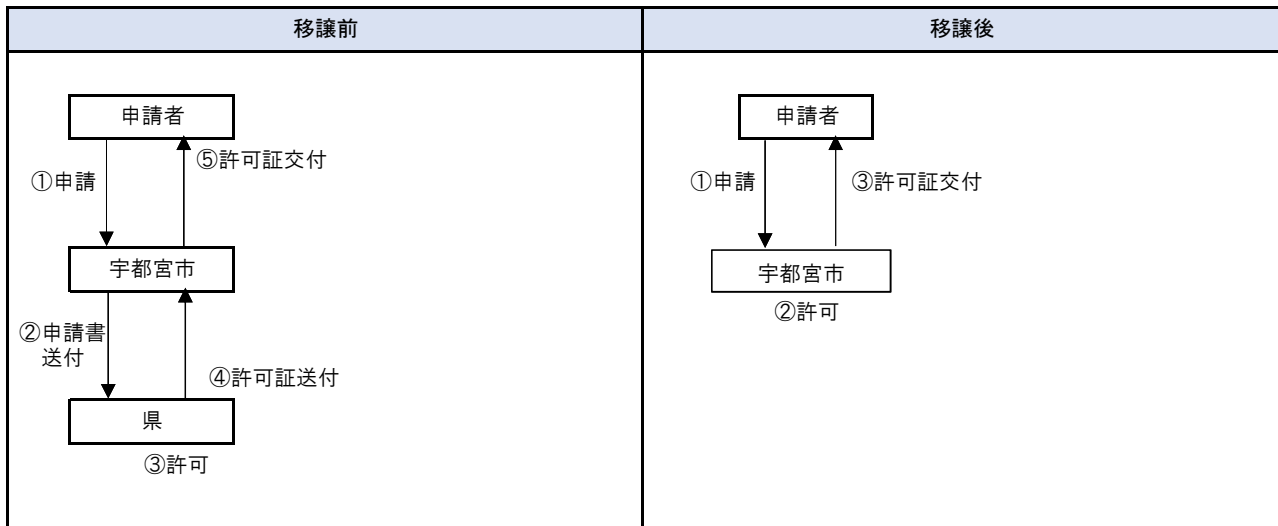 移譲前
申請者
⑤許可証交付
①申請
宇都宮市
②申請書
送付
④許可証送付
県
③許可
移譲後
申請者
①申請
③許可証交付
宇都宮市
②許可